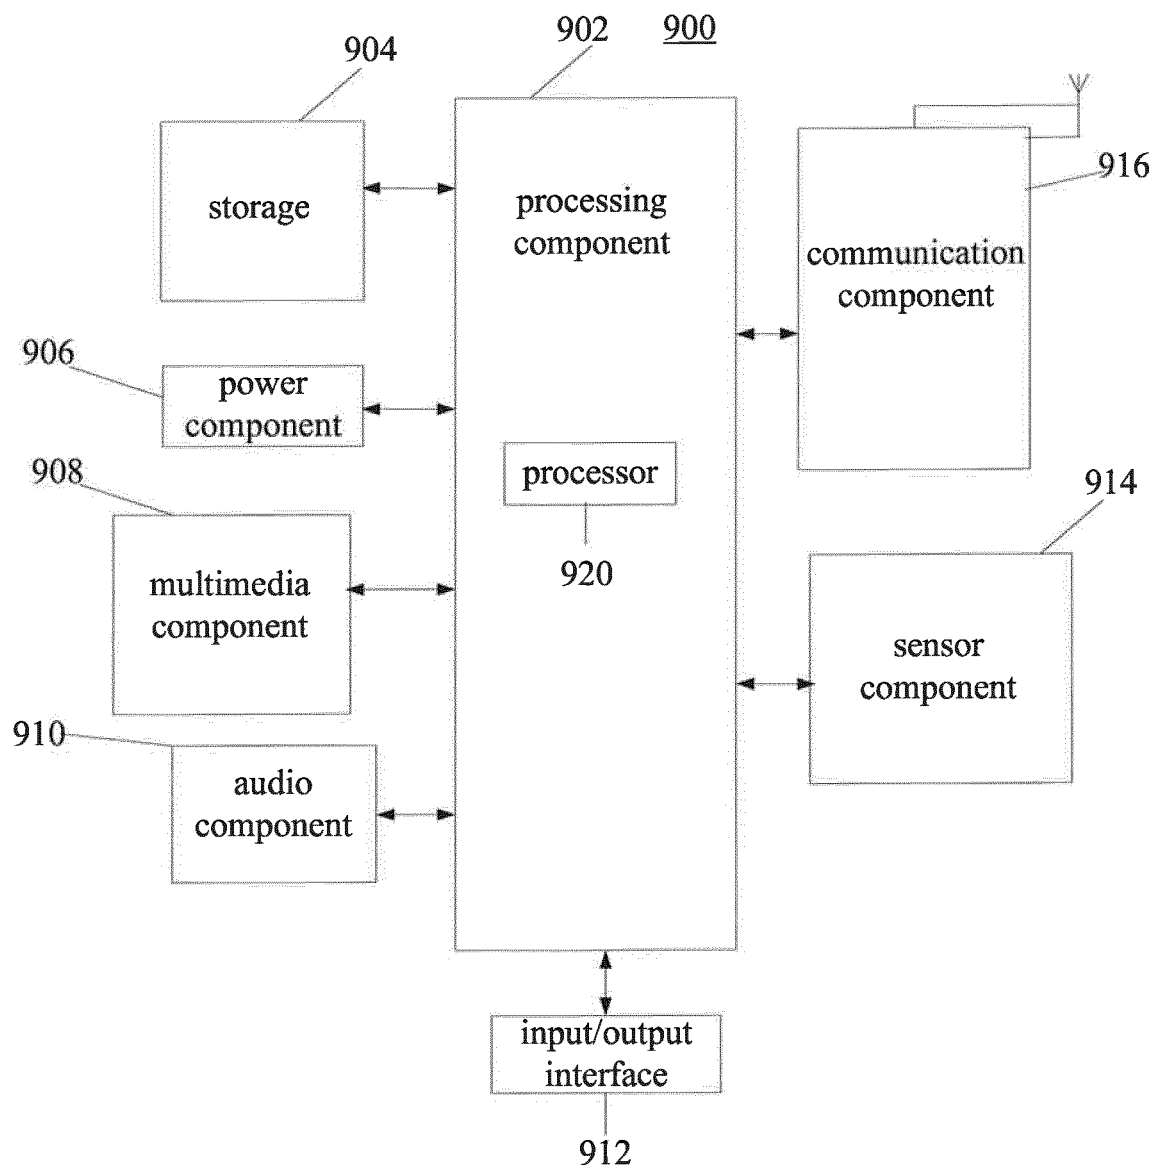 902
900
904
storage
processing
component
916
communication
component
906
power
component
908
processor
914
920
multimedia
component
sensor
component
910
audio
component
input/output
interface
912